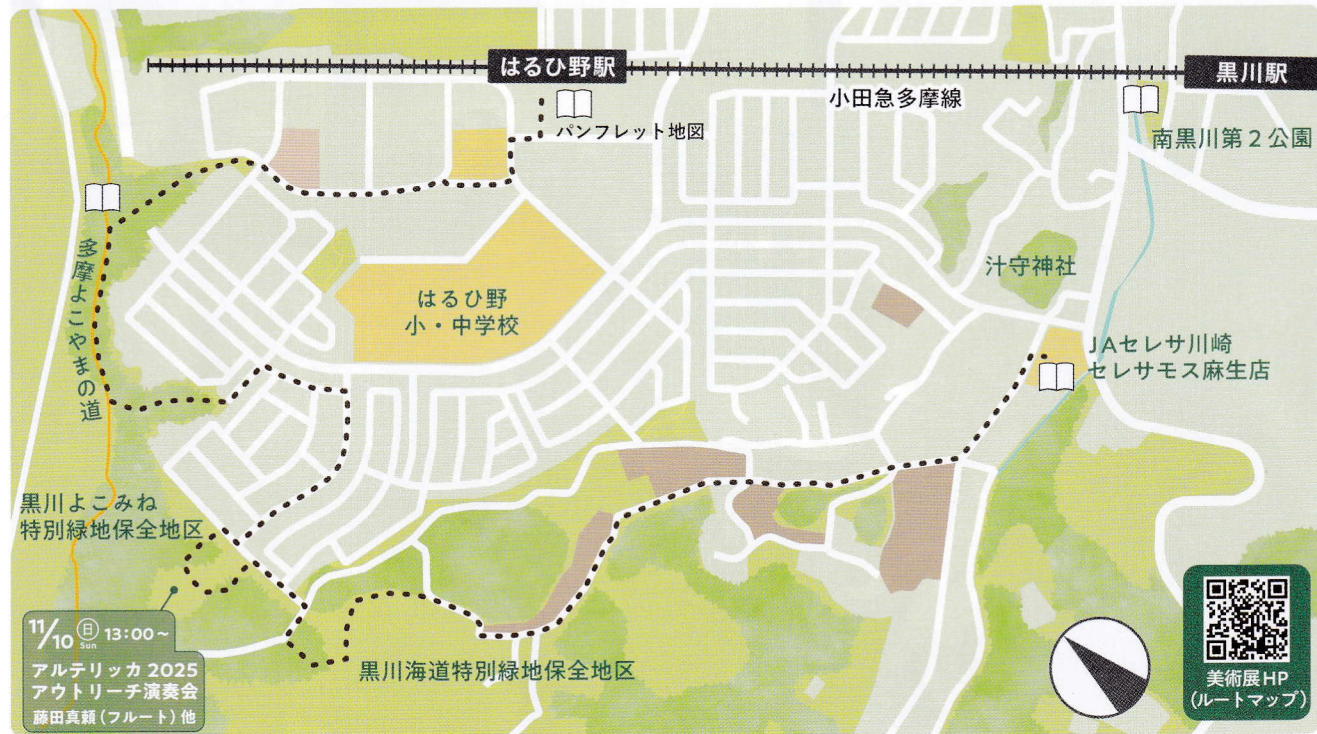 はるひ野駅
黒川駅
小田急多摩線
パンフレット地図
南黒川第2公園
多摩よこやまの道
はるひ野
小・中学校
汁守神社
JAセレサ川崎
セレサモス麻生店
黒川よこみね
特別緑地保全地区
11/10 日 Sun 13:00~
アルテリッカ 2025
アウトリーチ演奏会
藤田真頼(フルート)他
黒川海道特別緑地保全地区
美術展HP
(ルートマップ)